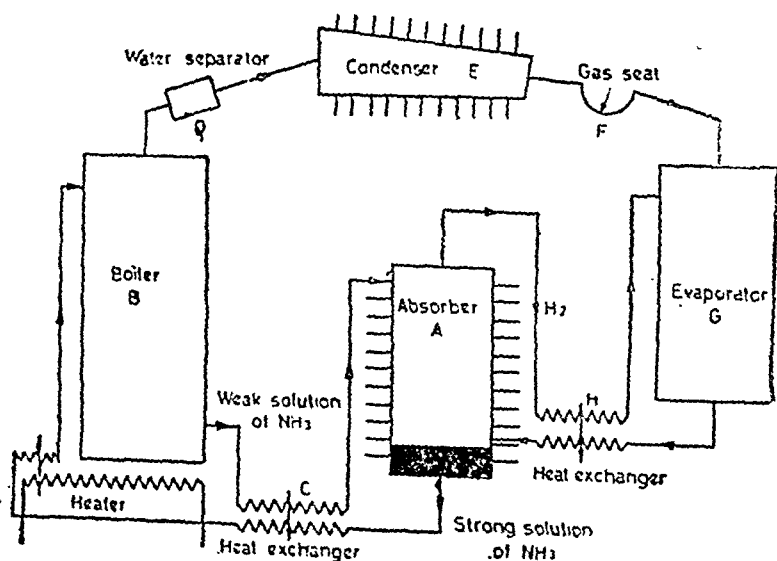 Water separator
Condenser E
Gas seat
F
Q
Boiler
B
Absorber
A
H2
Evaporator
G
Weak solution
of NH3
H
Heat exchanger
C
Heater
Heat exchanger
Strong solution
of NH3